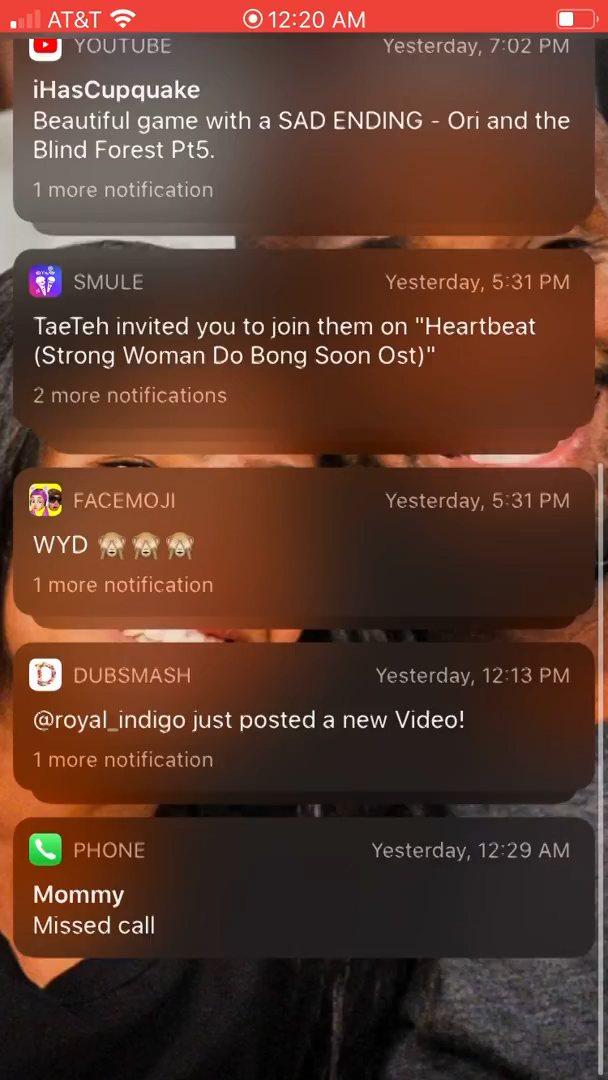 AT&T 12:20 AM
YOUTUBE Yesterday, 7:02 PM
iHasCupquake
Beautiful game with a SAD ENDING - Ori and the
Blind Forest Pt5.
1 more notification
SMULE Yesterday, 5:31 PM
TaeTeh invited you to join them on "Heartbeat
(Strong Woman Do Bong Soon Ost)"
2 more notifications
FACEMOJI Yesterday, 5:31 PM
WYD 🙈🙈🙈
1 more notification
DUBSMASH Yesterday, 12:13 PM
@royal_indigo just posted a new Video!
1 more notification
PHONE Yesterday, 12:29 AM
Mommy
Missed call